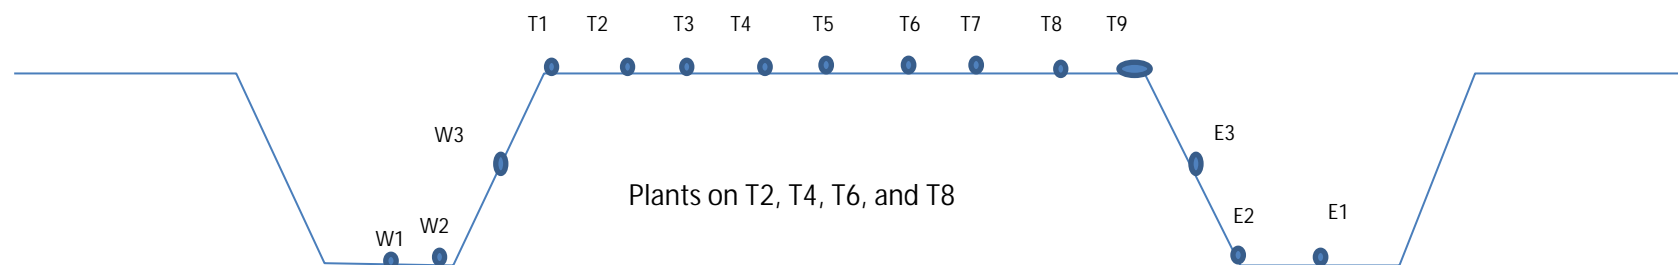 T1 T2 T3 T4 T5 T6 T7 T8 T9
W3 E3
Plants on T2, T4, T6, and T8
W2 E2 E1
W1